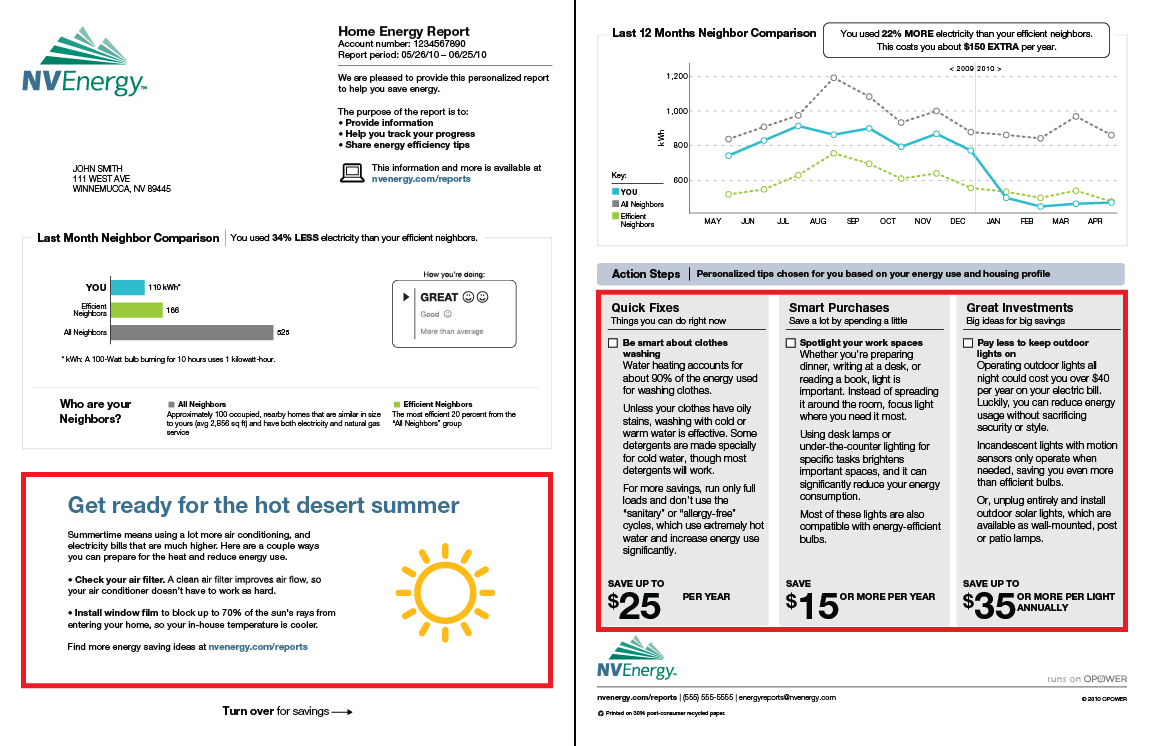 NVEnergy™
Home Energy Report
Account number: 1234567890
Report period: 05/26/10 – 06/25/10
We are pleased to provide this personalized report
to help you save energy.
The purpose of the report is to:
• Provide information
• Help you track your progress
• Share energy efficiency tips
This information and more is available at
nvenergy.com/reports
JOHN SMITH
111 WEST AVE
WINNEMUCCA, NV 89445
Last Month Neighbor Comparison
You used 34% LESS electricity than your efficient neighbors.
YOU 110 kWh*
Efficient
Neighbors 166
All Neighbors 525
How you're doing:
GREAT
Good
More than average
* kWh: A 100-Watt bulb burning for 10 hours uses 1 kilowatt-hour.
Who are your
Neighbors?
All Neighbors
Approximately 100 occupied, nearby homes that are similar in size
to yours (avg 2,856 sq ft) and have both electricity and natural gas
service
Efficient Neighbors
The most efficient 20 percent from the
"All Neighbors" group
Get ready for the hot desert summer
Summertime means using a lot more air conditioning, and
electricity bills that are much higher. Here are a couple ways
you can prepare for the heat and reduce energy use.
• Check your air filter. A clean air filter improves air flow, so
your air conditioner doesn't have to work as hard.
• Install window film to block up to 70% of the sun's rays from
entering your home, so your in-house temperature is cooler.
Find more energy saving ideas at nvenergy.com/reports
Turn over for savings
Last 12 Months Neighbor Comparison
You used 22% MORE electricity than your efficient neighbors.
This costs you about $150 EXTRA per year.
< 2009 2010 >
1,200
1,000
800
600
kWh
Key:
YOU
All Neighbors
Efficient
Neighbors
MAY JUN JUL AUG SEP OCT NOV DEC JAN FEB MAR APR
Action Steps
Personalized tips chosen for you based on your energy use and housing profile
Quick Fixes
Things you can do right now
Be smart about clothes
washing
Water heating accounts for
about 90% of the energy used
for washing clothes.
Unless your clothes have oily
stains, washing with cold or
warm water is effective. Some
detergents are made specially
for cold water, though most
detergents will work.
For more savings, run only full
loads and don't use the
"sanitary" or "allergy-free"
cycles, which use extremely hot
water and increase energy use
significantly.
SAVE UP TO
$25 PER YEAR
Smart Purchases
Save a lot by spending a little
Spotlight your work spaces
Whether you're preparing
dinner, writing at a desk, or
reading a book, light is
important. Instead of spreading
it around the room, focus light
where you need it most.
Using desk lamps or
under-the-counter lighting for
specific tasks brightens
important spaces, and it can
significantly reduce your energy
consumption.
Most of these lights are also
compatible with energy-efficient
bulbs.
SAVE
$15 OR MORE PER YEAR
Great Investments
Big ideas for big savings
Pay less to keep outdoor
lights on
Operating outdoor lights all
night could cost you over $40
per year on your electric bill.
Luckily, you can reduce energy
usage without sacrificing
security or style.
Incandescent lights with motion
sensors only operate when
needed, saving you even more
than efficient bulbs.
Or, unplug entirely and install
outdoor solar lights, which are
available as wall-mounted, post
or patio lamps.
SAVE UP TO
$35 OR MORE PER LIGHT
ANNUALLY
NVEnergy™
runs on OPOWER
nvenergy.com/reports | (555) 555-5555 | energyreports@nvenergy.com
© 2010 OPOWER
Printed on 30% post-consumer recycled paper.